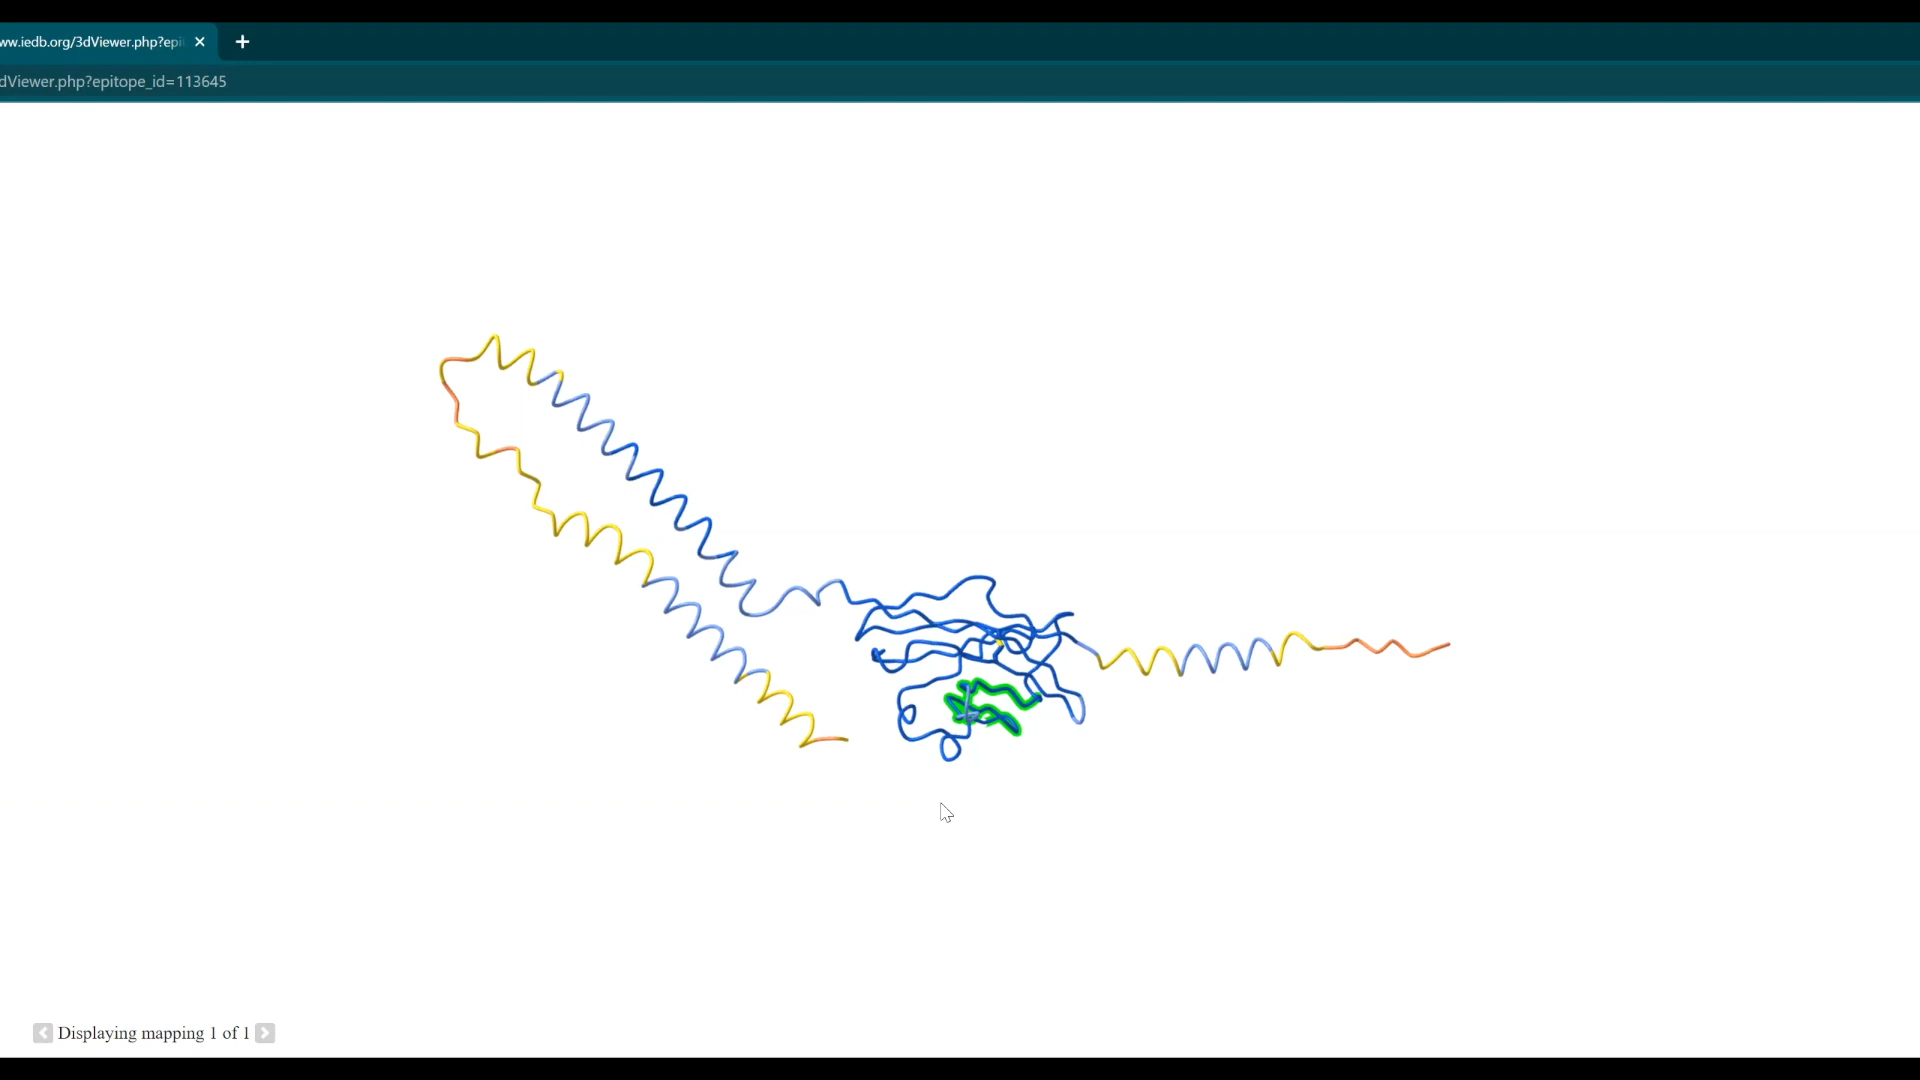 ww.iedb.org/3dViewer.php?epi
dViewer.php?epitope_id=113645
Displaying mapping 1 of 1